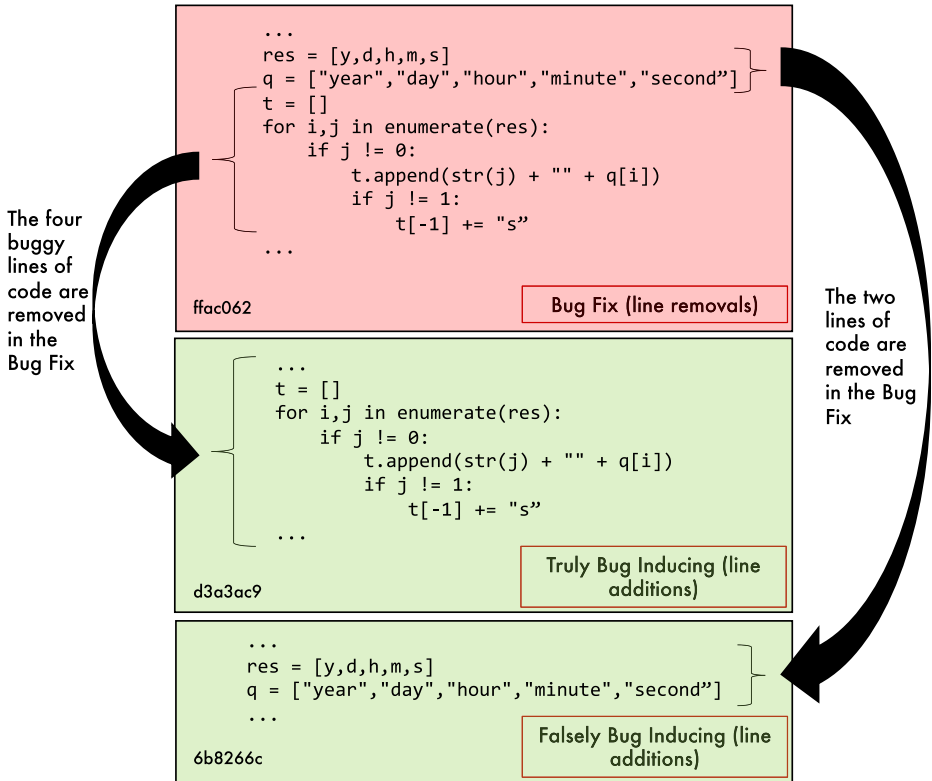 ...
res = [y,d,h,m,s]
q = ["year","day","hour","minute","second”]
t = []
for i,j in enumerate(res):
    if j != 0:
        t.append(str(j) + "" + q[i])
        if j != 1:
            t[-1] += "s”
...
ffac062
Bug Fix (line removals)
The four
buggy
lines of
code are
removed
in the
Bug Fix
The two
lines of
code are
removed
in the Bug
Fix
...
t = []
for i,j in enumerate(res):
    if j != 0:
        t.append(str(j) + "" + q[i])
        if j != 1:
            t[-1] += "s”
...
d3a3ac9
Truly Bug Inducing (line
additions)
...
res = [y,d,h,m,s]
q = ["year","day","hour","minute","second”]
...
6b8266c
Falsely Bug Inducing (line
additions)